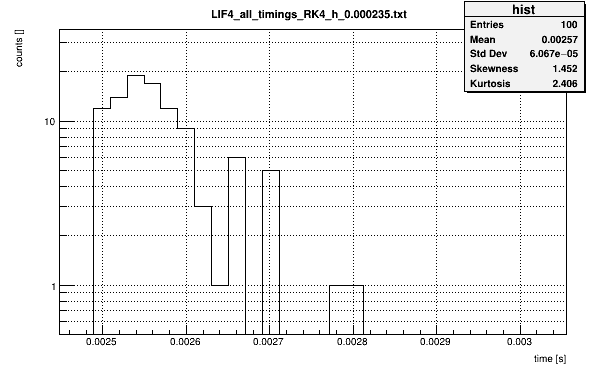 LIF4_all_timings_RK4_h_0.000235.txt
hist
Entries 100
Mean 0.00257
Std Dev 6.067e−05
Skewness 1.452
Kurtosis 2.406
counts []
10
1
0.0025 0.0026 0.0027 0.0028 0.0029 0.003
time [s]